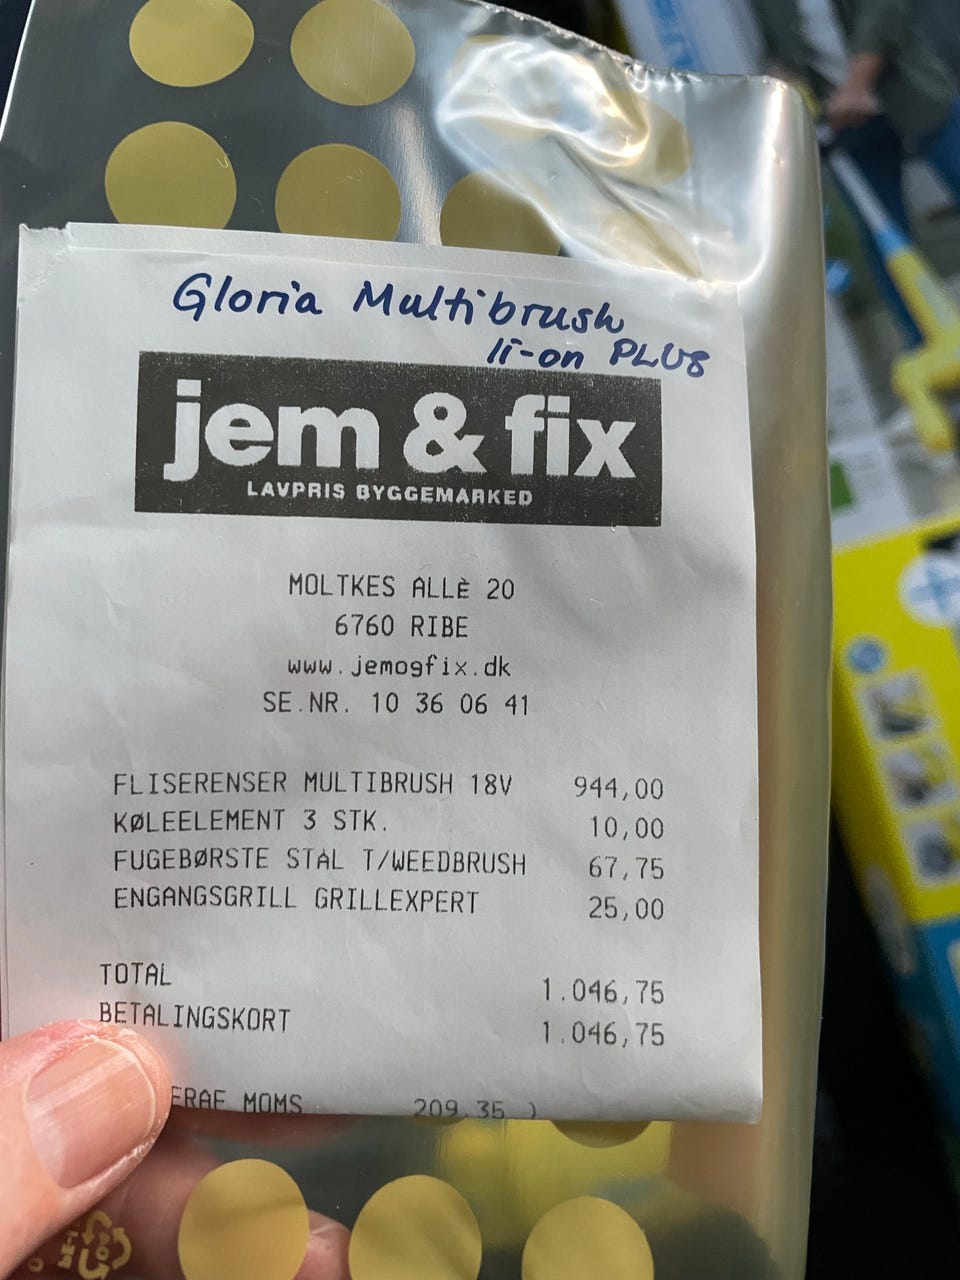 Gloria Multibrush
li-on PLUS
jem & fix
LAVPRIS BYGGEMARKED
MOLTKES ALLÈ 20
6760 RIBE
www.jemogfix.dk
SE.NR. 10 36 06 41
FLISERENSER MULTIBRUSH 18V 944,00
KØLEELEMENT 3 STK. 10,00
FUGEBØRSTE STÅL T/WEEDBRUSH 67,75
ENGANGSGRILL GRILLEXPERT 25,00
TOTAL 1.046,75
BETALINGSKORT 1.046,75
ERAF MOMS 209.35 )